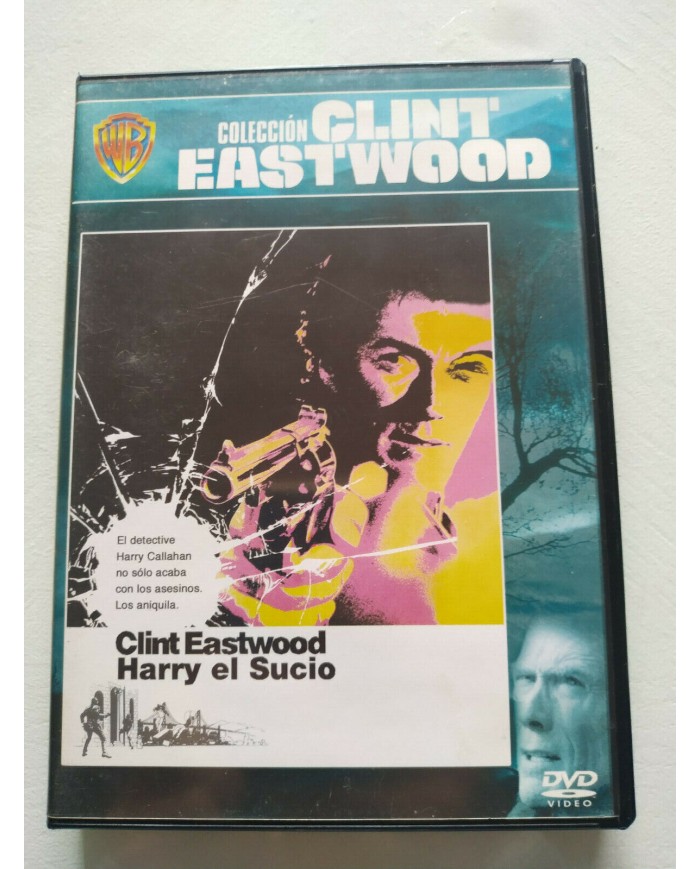 WB
COLECCIÓN CLINT
EASTWOOD
El detective
Harry Callahan
no sólo acaba
con los asesinos.
Los aniquila.
Clint Eastwood
Harry el Sucio
DVD
VIDEO